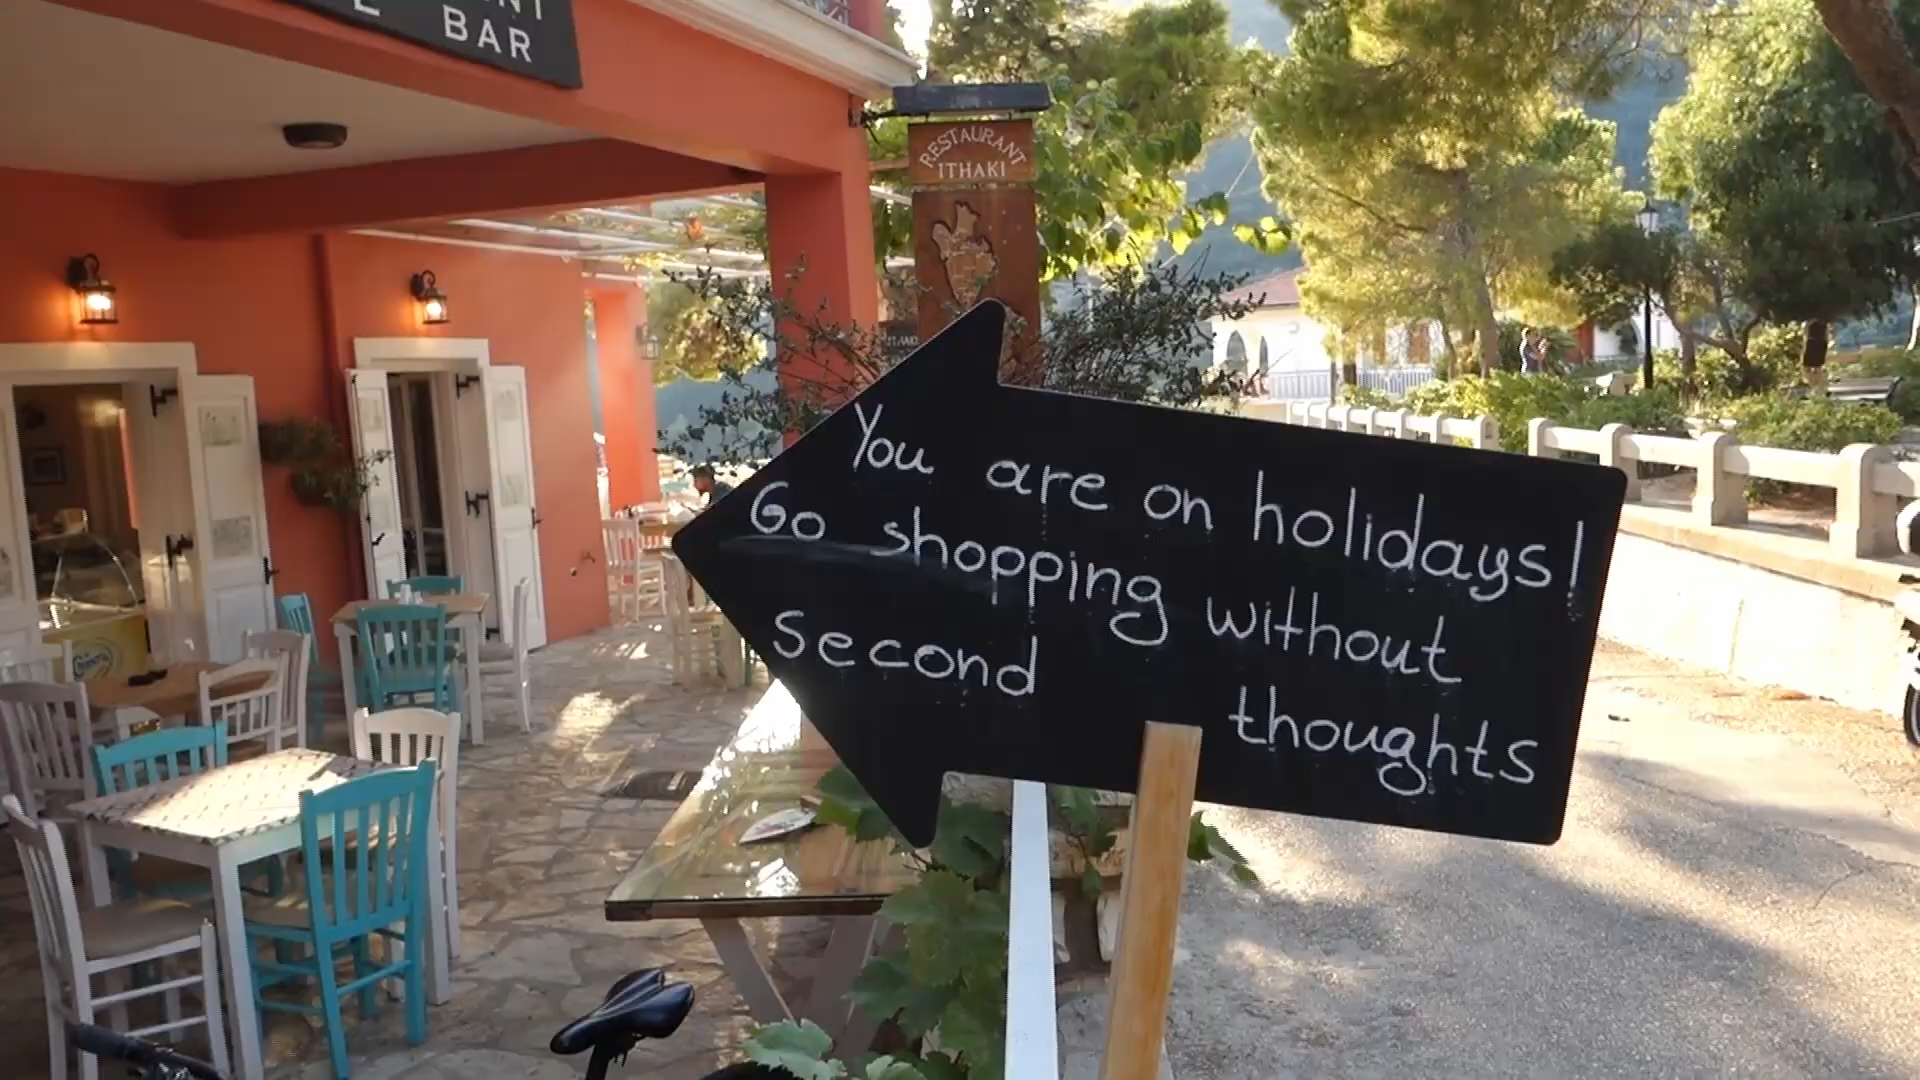 BAR
RESTAURANT
ITHAKI
You are on holidays!
Go shopping without
Second thoughts